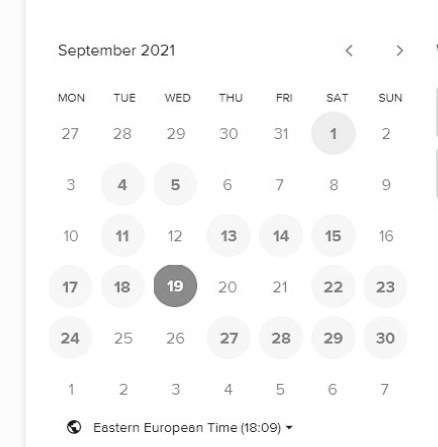 September 2021
MON TUE WED THU FRI SAT SUN
27 28 29 30 31 1 2
3 4 5 6 7 8 9
10 11 12 13 14 15 16
17 18 19 20 21 22 23
24 25 26 27 28 29 30
1 2 3 4 5 6 7
Eastern European Time (18:09)